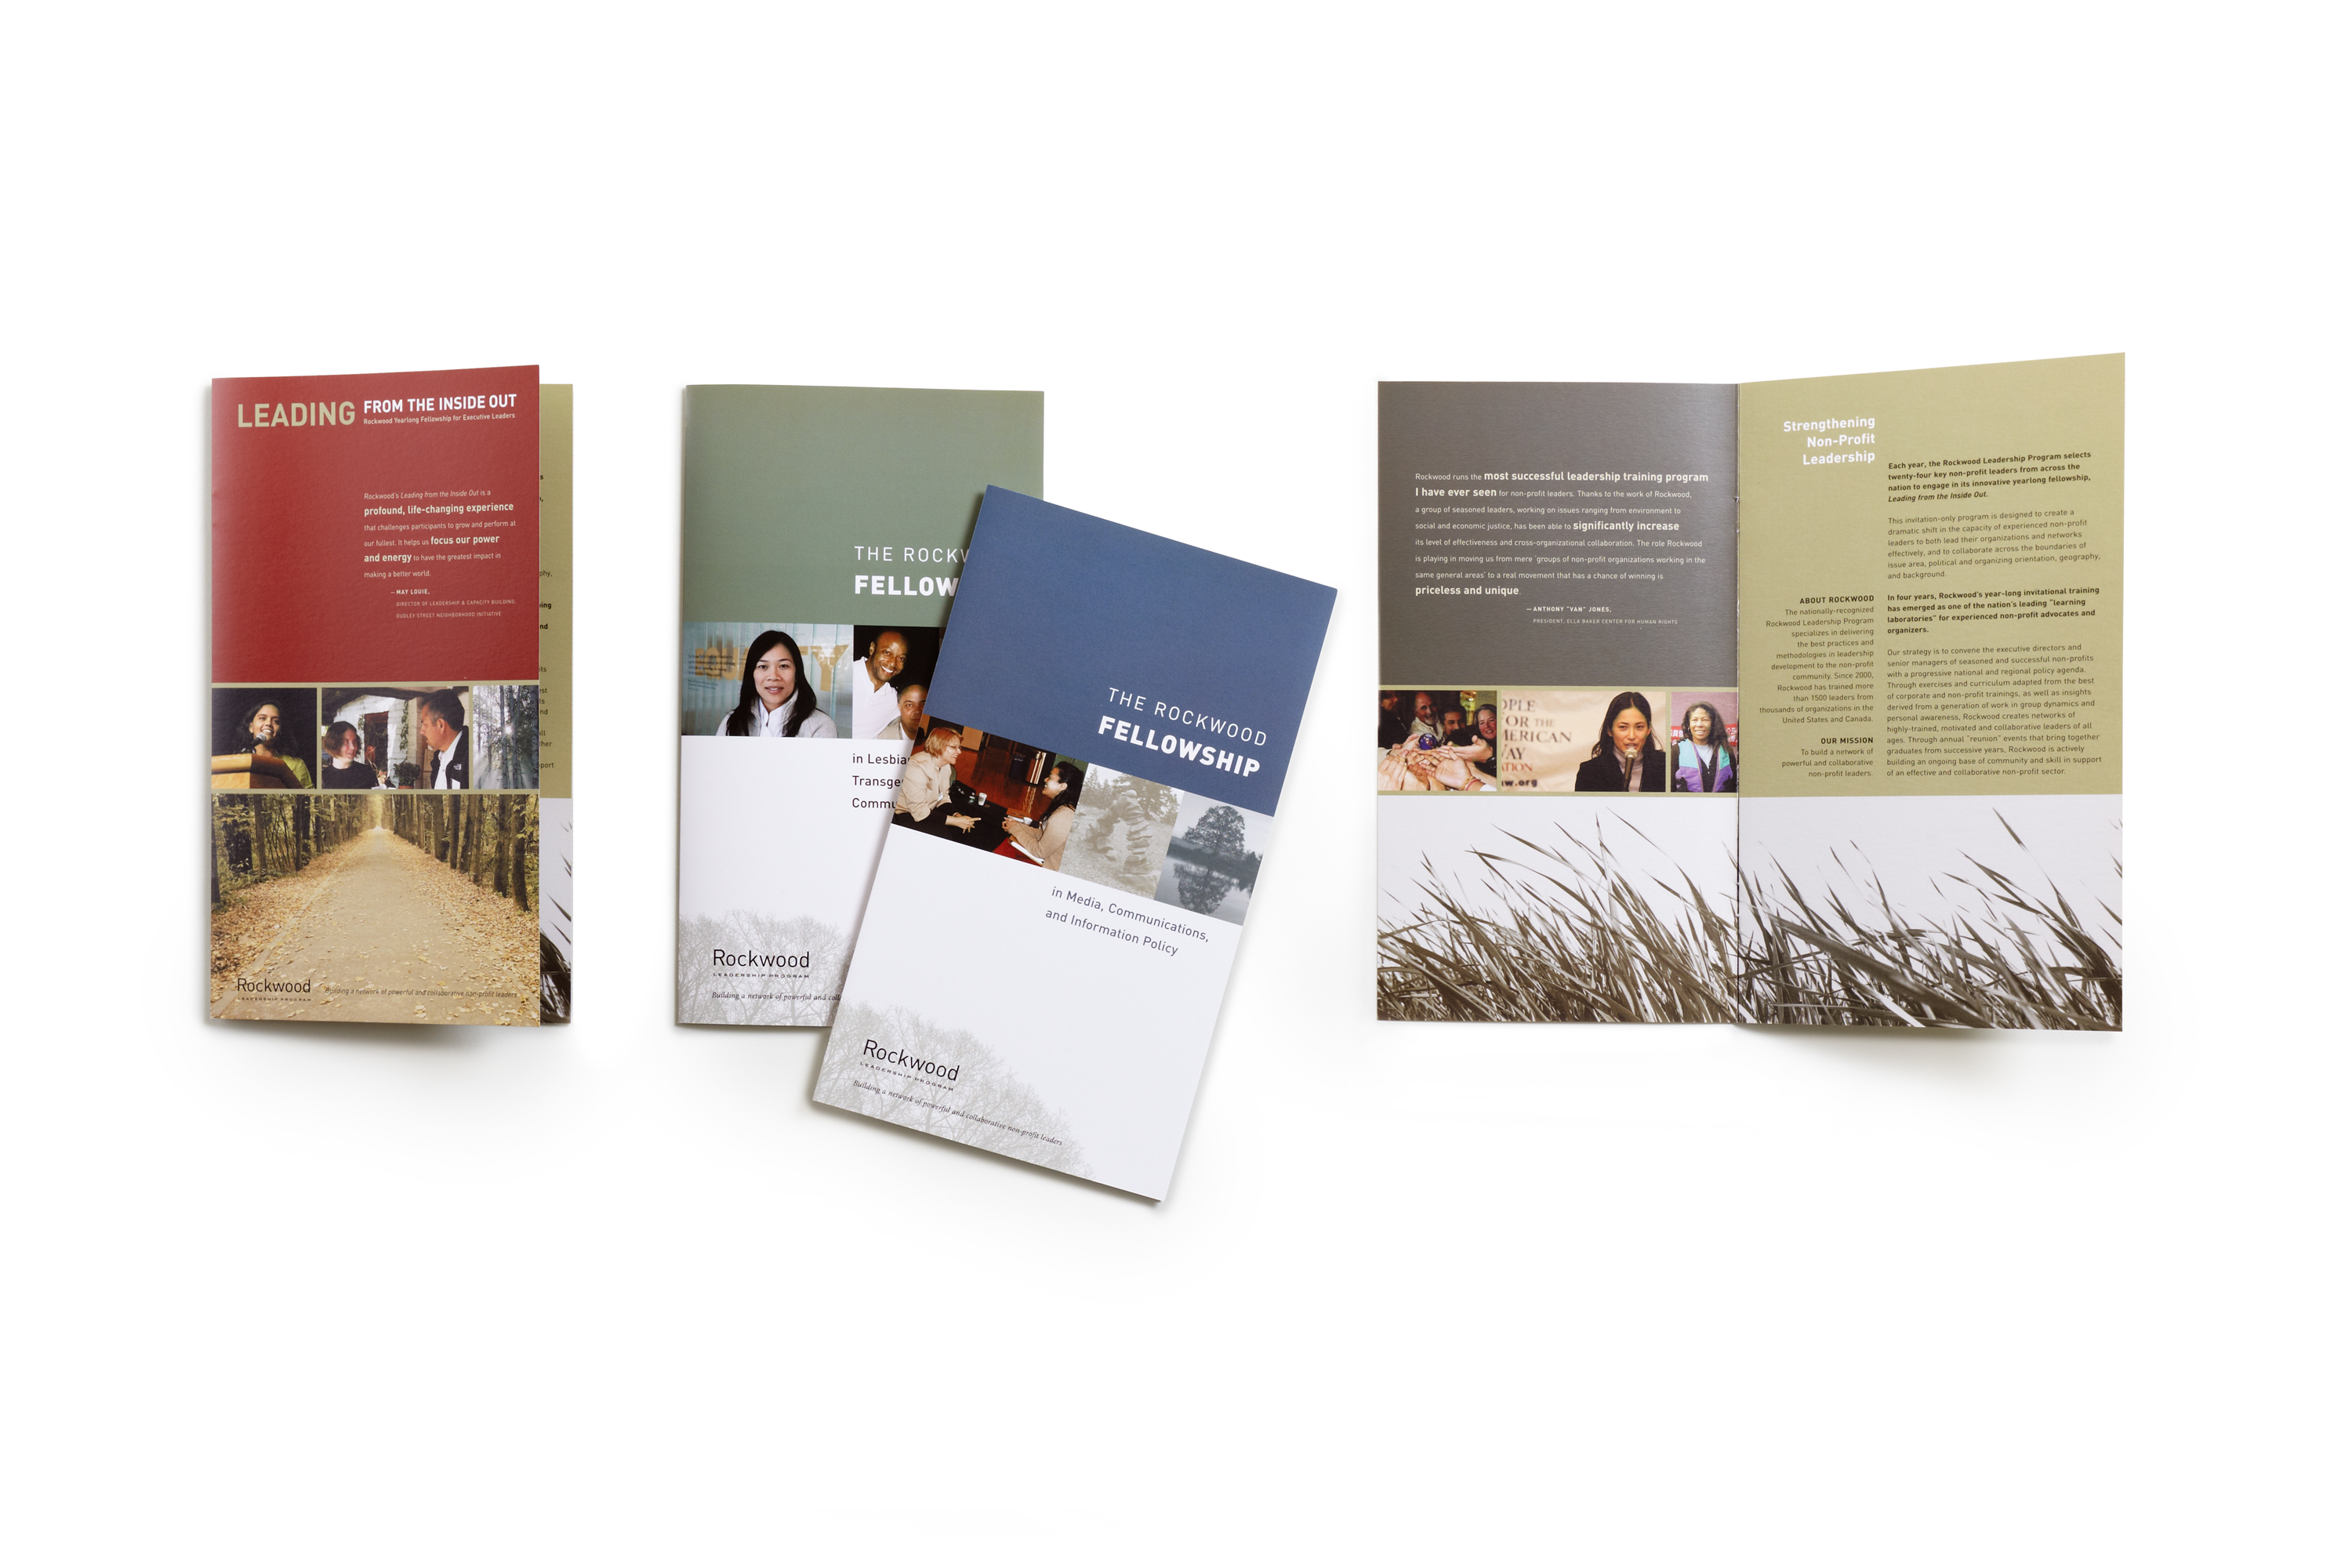 LEADING FROM THE INSIDE OUT
Rockwood Yearlong Fellowship for Executive Leaders
Rockwood's Leading from the Inside Out is a
profound, life-changing experience
that challenges participants to grow and perform at
our fullest. It helps us focus our power
and energy to have the greatest impact in
making a better world.
— MAY LOUIE,
DIRECTOR OF LEADERSHIP & CAPACITY BUILDING,
DUDLEY STREET NEIGHBORHOOD INITIATIVE
Rockwood
LEADERSHIP PROGRAM
Building a network of powerful and collaborative non-profit leaders
THE ROCKW
FELLOW
in Lesbia
Transge
Commu
Rockwood
LEADERSHIP PROGRAM
Building a network of powerful and coll
THE ROCKWOOD
FELLOWSHIP
in Media, Communications,
and Information Policy
Rockwood
LEADERSHIP PROGRAM
Building a network of powerful and collaborative non-profit leaders
Rockwood runs the most successful leadership training program
I have ever seen for non-profit leaders. Thanks to the work of Rockwood,
a group of seasoned leaders, working on issues ranging from environment to
social and economic justice, has been able to significantly increase
its level of effectiveness and cross-organizational collaboration. The role Rockwood
is playing in moving us from mere 'groups of non-profit organizations working in the
same general areas' to a real movement that has a chance of winning is
priceless and unique.
— ANTHONY "VAN" JONES,
PRESIDENT, ELLA BAKER CENTER FOR HUMAN RIGHTS
OPLE
OR THE
MERICAN
WAY
ATION
w.org
Strengthening
Non-Profit
Leadership
ABOUT ROCKWOOD
The nationally-recognized
Rockwood Leadership Program
specializes in delivering
the best practices and
methodologies in leadership
development to the non-profit
community. Since 2000,
Rockwood has trained more
than 1500 leaders from
thousands of organizations in the
United States and Canada.
OUR MISSION
To build a network of
powerful and collaborative
non-profit leaders.
Each year, the Rockwood Leadership Program selects
twenty-four key non-profit leaders from across the
nation to engage in its innovative yearlong fellowship,
Leading from the Inside Out.
This invitation-only program is designed to create a
dramatic shift in the capacity of experienced non-profit
leaders to both lead their organizations and networks
effectively, and to collaborate across the boundaries of
issue area, political and organizing orientation, geography,
and background.
In four years, Rockwood's year-long invitational training
has emerged as one of the nation's leading "learning
laboratories" for experienced non-profit advocates and
organizers.
Our strategy is to convene the executive directors and
senior managers of seasoned and successful non-profits
with a progressive national and regional policy agenda.
Through exercises and curriculum adapted from the best
of corporate and non-profit trainings, as well as insights
derived from a generation of work in group dynamics and
personal awareness, Rockwood creates networks of
highly-trained, motivated and collaborative leaders of all
ages. Through annual "reunion" events that bring together
graduates from successive years, Rockwood is actively
building an ongoing base of community and skill in support
of an effective and collaborative non-profit sector.